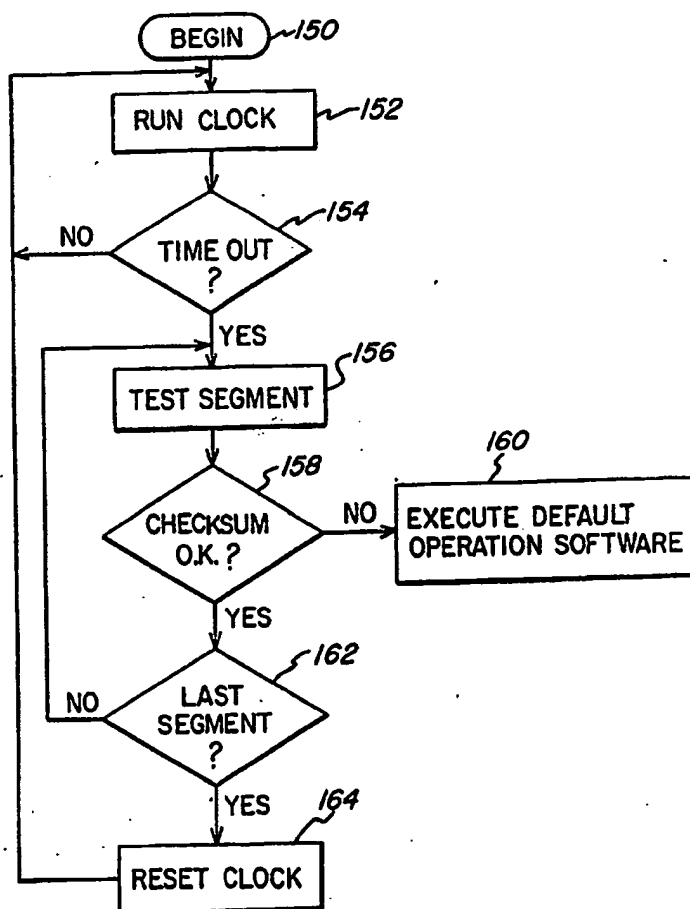 BEGIN
150
RUN CLOCK
152
154
NO
TIME OUT
?
YES
156
TEST SEGMENT
158
160
CHECKSUM
O.K. ?
NO
EXECUTE DEFAULT
OPERATION SOFTWARE
YES
162
NO
LAST
SEGMENT
?
YES
164
RESET CLOCK